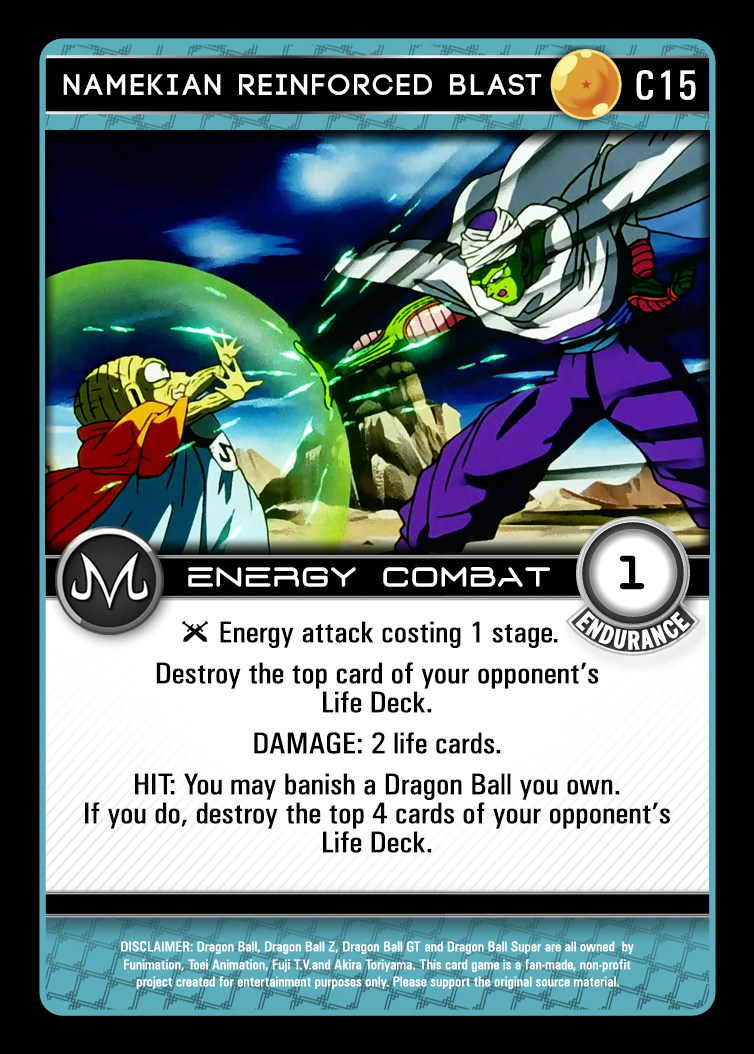 NAMEKIAN REINFORCED BLAST C15
S
M ENERGY COMBAT 1
ENDURANCE
Energy attack costing 1 stage.
Destroy the top card of your opponent's
Life Deck.
DAMAGE: 2 life cards.
HIT: You may banish a Dragon Ball you own.
If you do, destroy the top 4 cards of your opponent's
Life Deck.
DISCLAIMER: Dragon Ball, Dragon Ball Z, Dragon Ball GT and Dragon Ball Super are all owned by
Funimation, Toei Animation, Fuji T.V.and Akira Toriyama. This card game is a fan-made, non-profit
project created for entertainment purposes only. Please support the original source material.